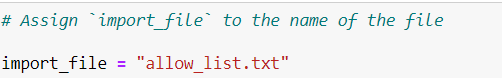 # Assign `import_file` to the name of the file
import_file = "allow_list.txt"